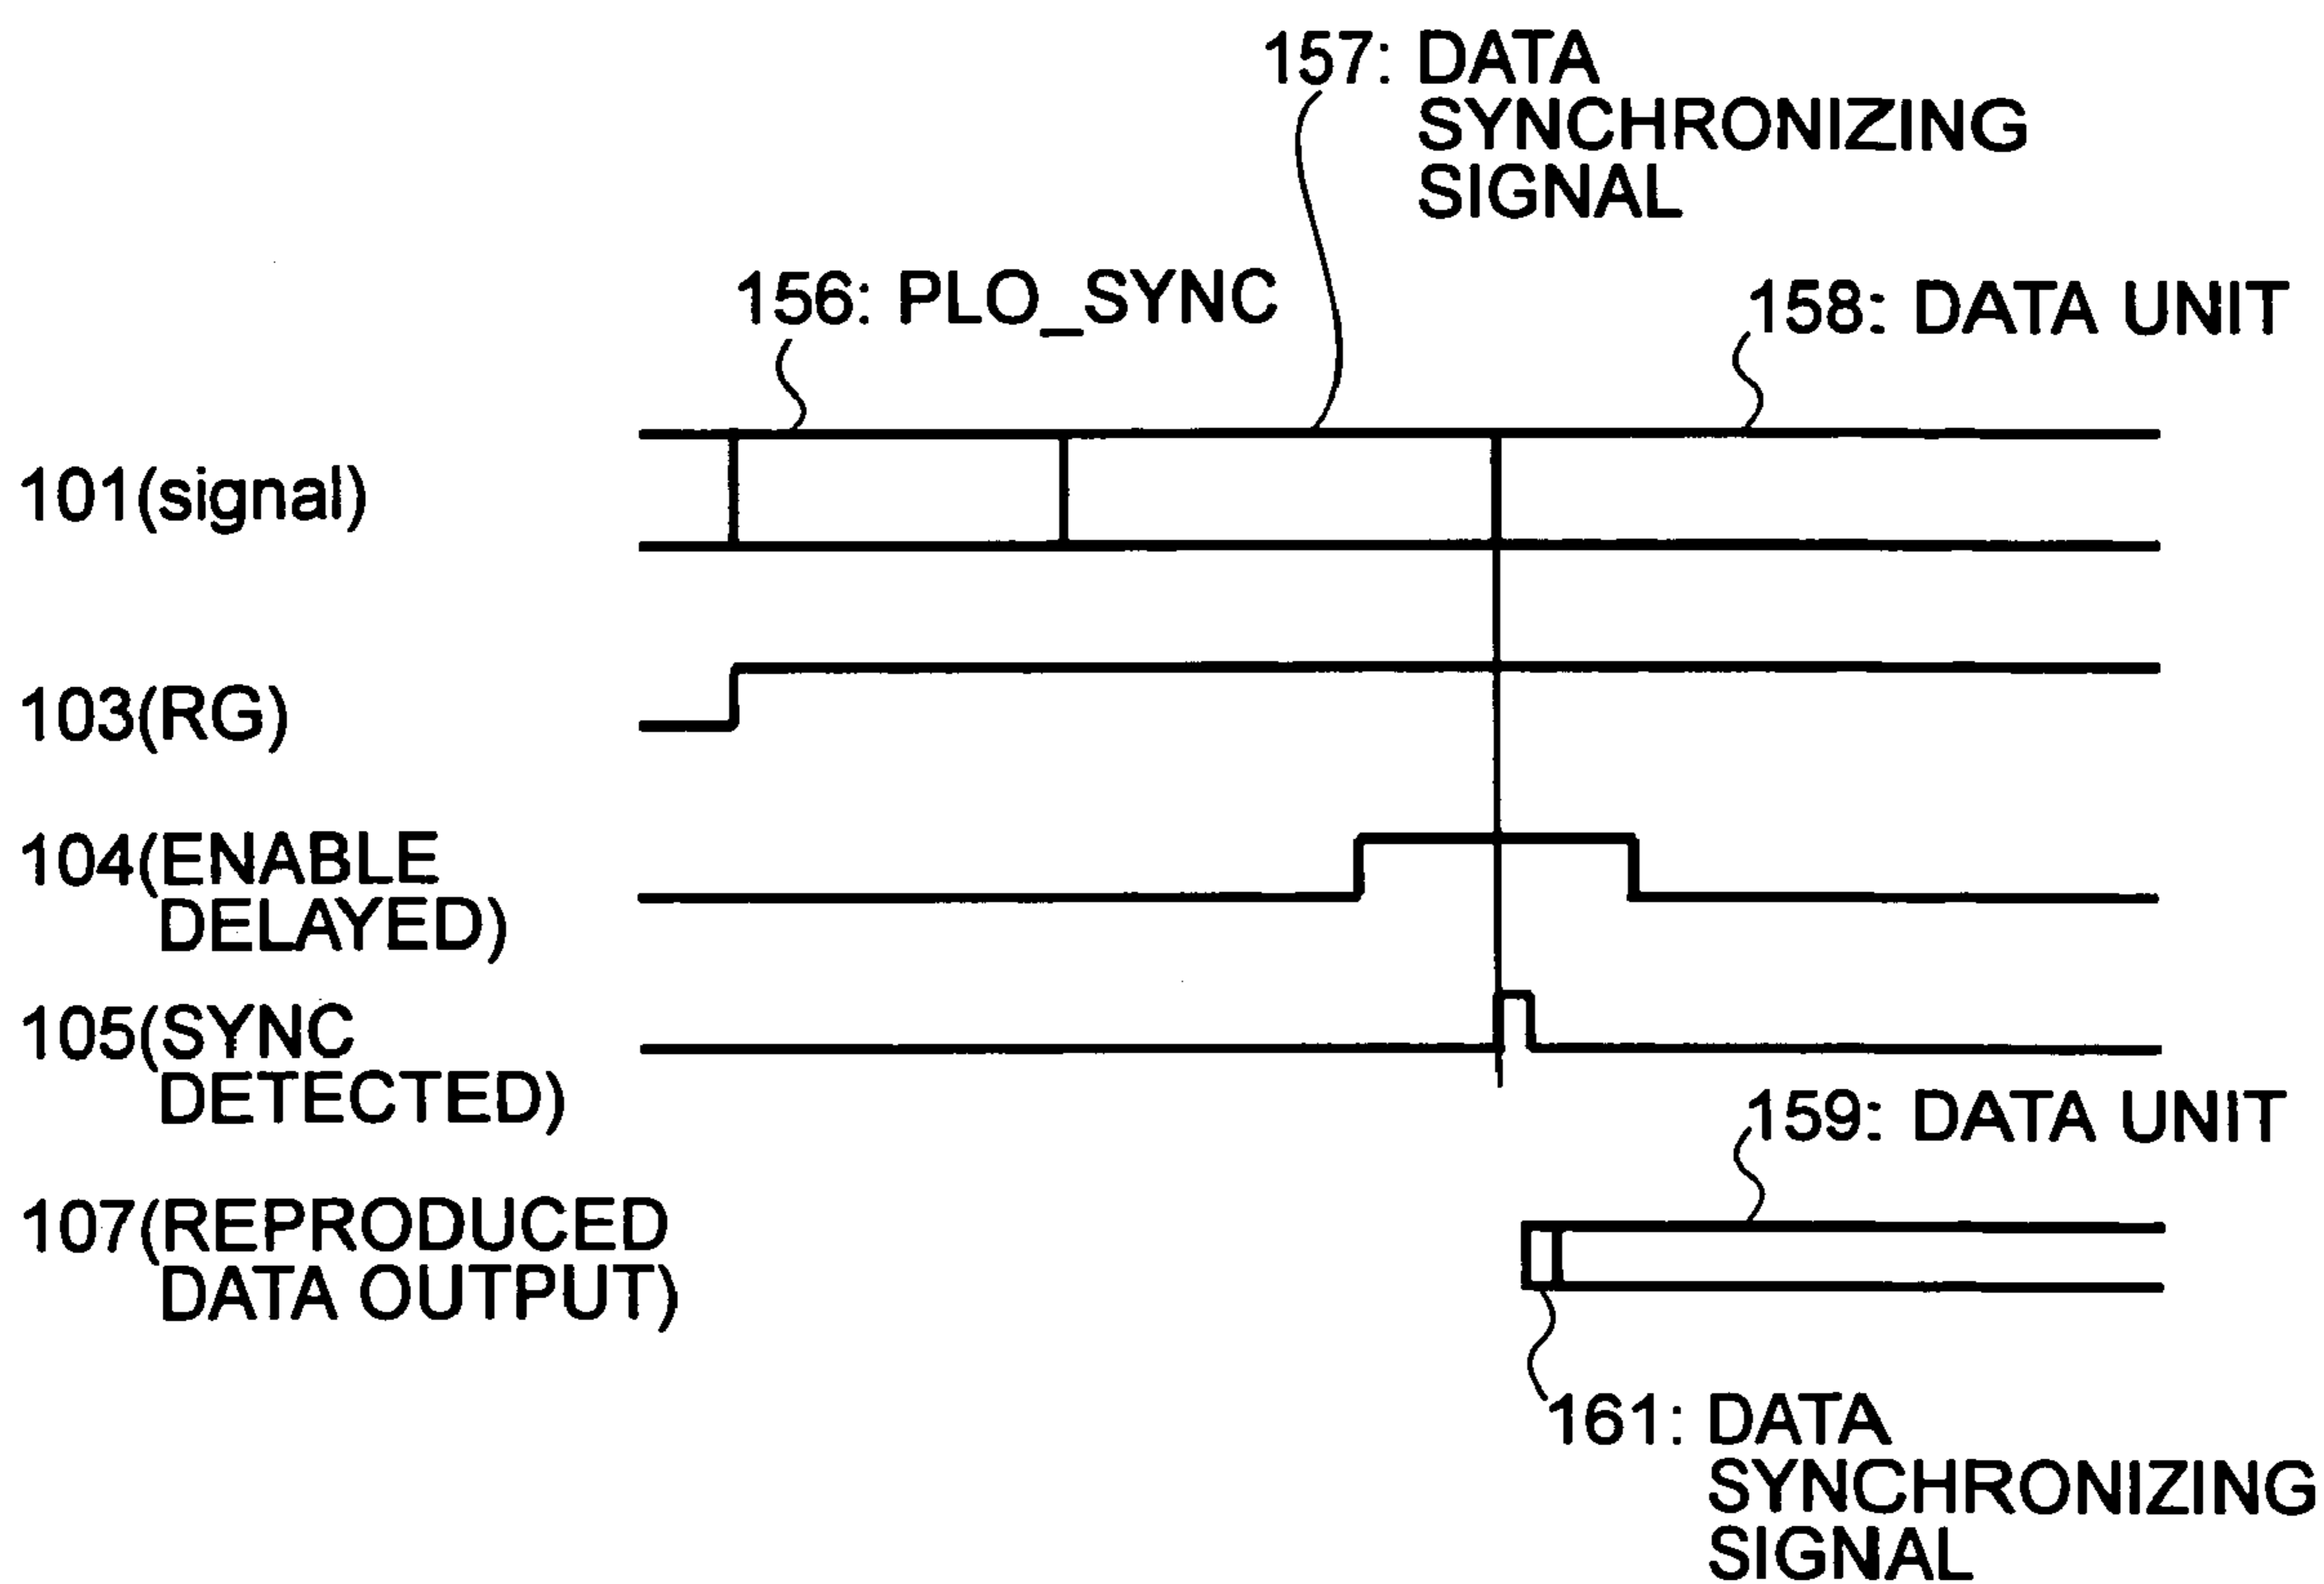 157: DATA
SYNCHRONIZING
SIGNAL
156: PLO_SYNC
158: DATA UNIT
101(signal)
103(RG)
104(ENABLE
DELAYED)
105(SYNC
DETECTED)
159: DATA UNIT
107(REPRODUCED
DATA OUTPUT)
161: DATA
SYNCHRONIZING
SIGNAL